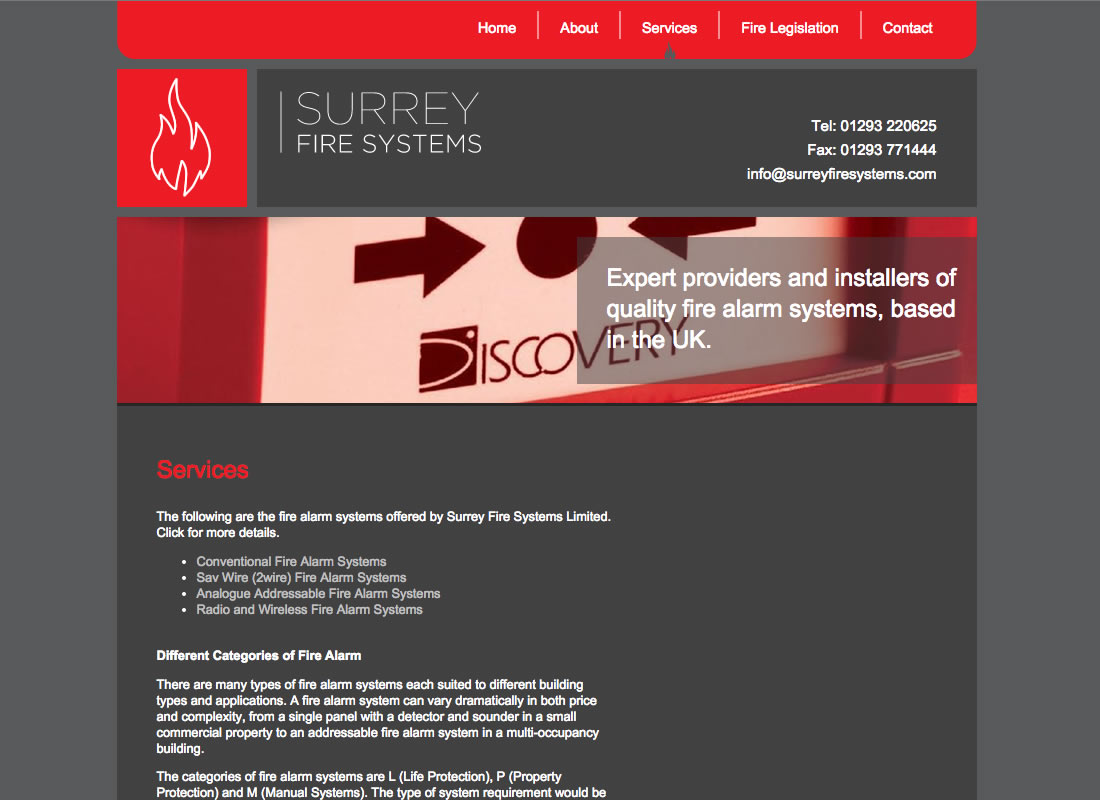 Home
About
Services
Fire Legislation
Contact
SURREY
FIRE SYSTEMS
Tel: 01293 220625
Fax: 01293 771444
info@surreyfiresystems.com
DISCOVERY
Expert providers and installers of
quality fire alarm systems, based
in the UK.
Services
The following are the fire alarm systems offered by Surrey Fire Systems Limited.
Click for more details.
• Conventional Fire Alarm Systems
• Sav Wire (2wire) Fire Alarm Systems
• Analogue Addressable Fire Alarm Systems
• Radio and Wireless Fire Alarm Systems
Different Categories of Fire Alarm
There are many types of fire alarm systems each suited to different building
types and applications. A fire alarm system can vary dramatically in both price
and complexity, from a single panel with a detector and sounder in a small
commercial property to an addressable fire alarm system in a multi-occupancy
building.
The categories of fire alarm systems are L (Life Protection), P (Property
Protection) and M (Manual Systems). The type of system requirement would be